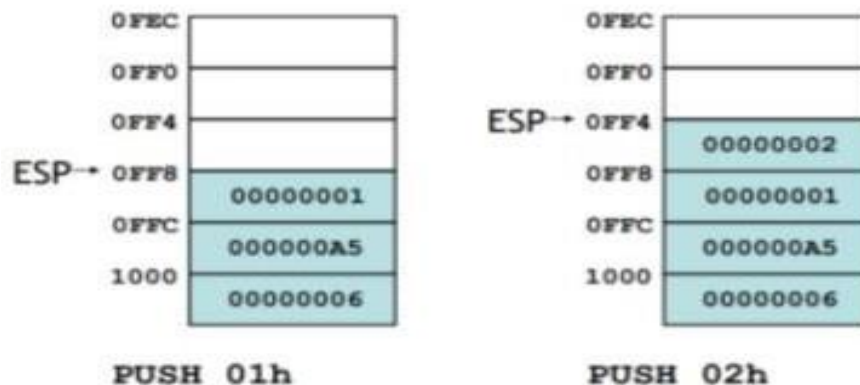 0FEC
0FF0
0FF4
ESP→ 0FF8
00000001
0FFC
000000A5
1000
00000006
PUSH 01h
0FEC
0FF0
ESP→ 0FF4
00000002
0FF8
00000001
0FFC
000000A5
1000
00000006
PUSH 02h